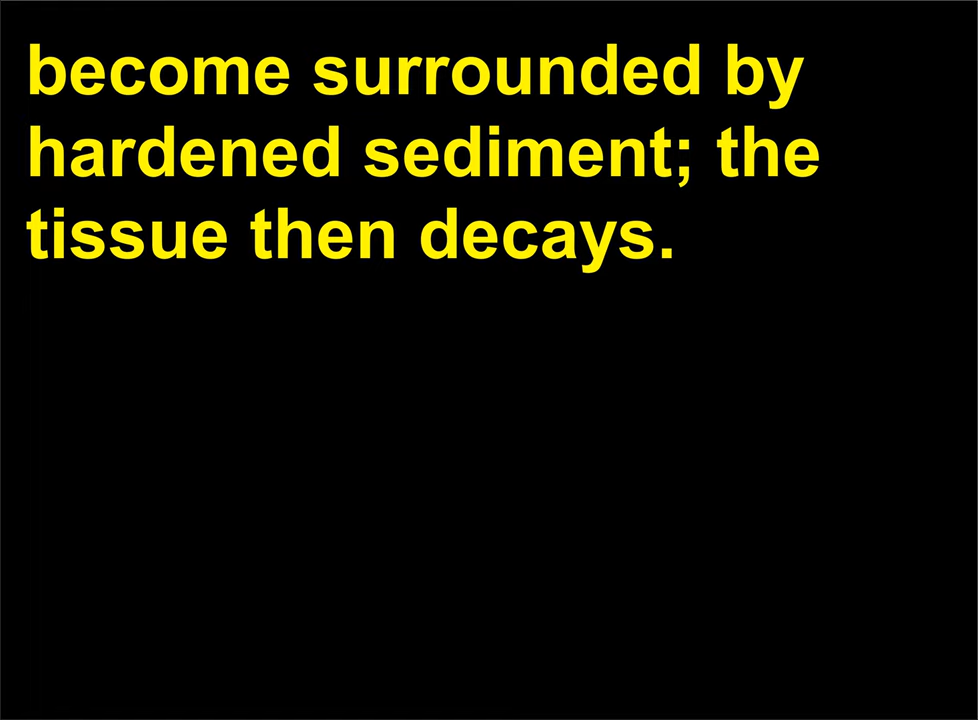 become surrounded by
hardened sediment; the
tissue then decays.